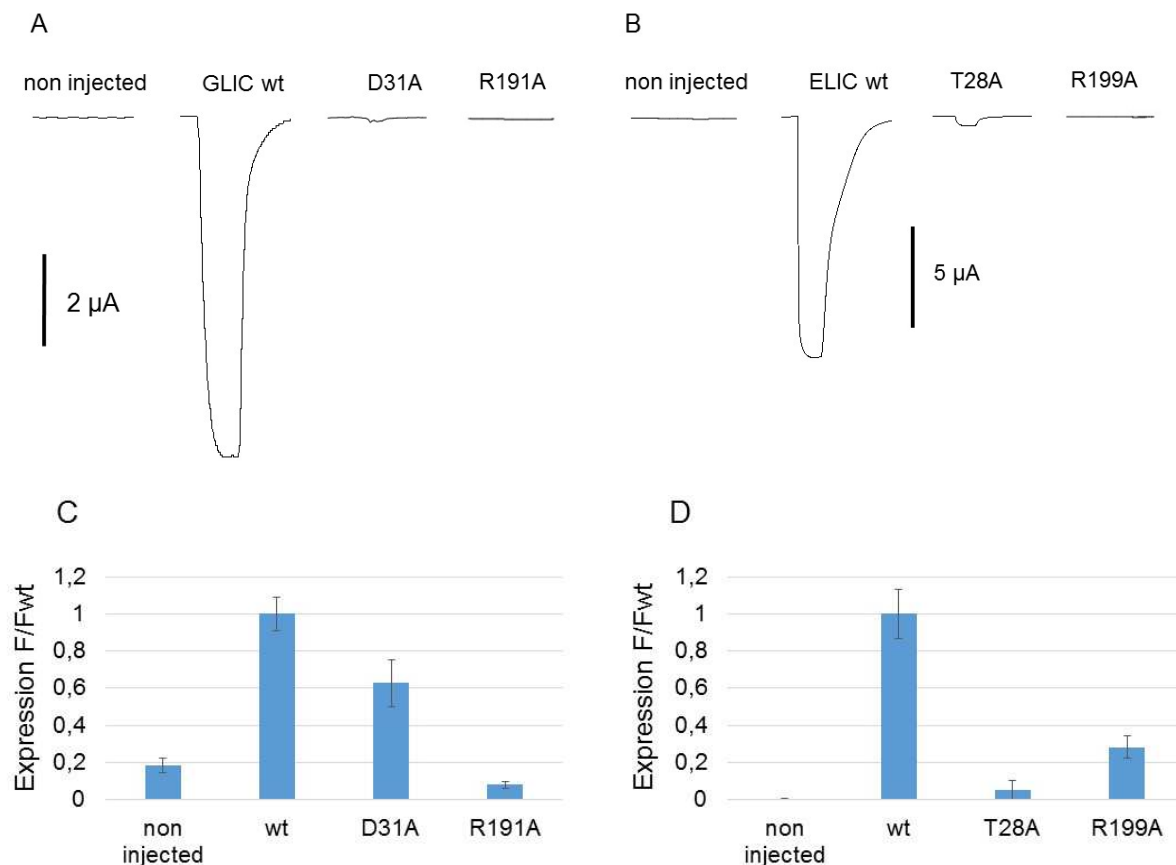 A
non injected GLIC wt D31A R191A
2 µA
B
non injected ELIC wt T28A R199A
5 µA
C
Expression F/Fwt
1,2
1
0,8
0,6
0,4
0,2
0
non injected wt D31A R191A
D
Expression F/Fwt
1,2
1
0,8
0,6
0,4
0,2
0
non injected wt T28A R199A